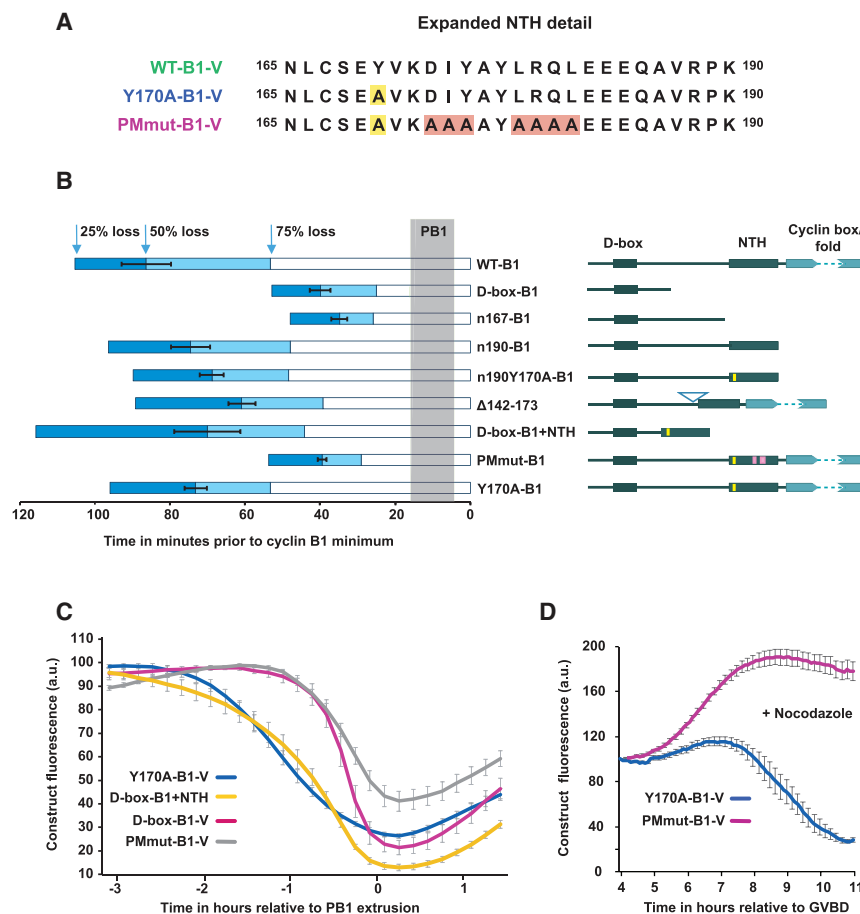 A
Expanded NTH detail
WT-B1-V 165 N L C S E Y V K D I Y A Y L R Q L E E E Q A V R P K 190
Y170A-B1-V 165 N L C S E A V K D I Y A Y L R Q L E E E Q A V R P K 190
PMmut-B1-V 165 N L C S E A V K A A A A Y A A A A E E E Q A V R P K 190
B
25% loss 50% loss 75% loss PB1
D-box NTH Cyclin box/
fold
WT-B1
D-box-B1
n167-B1
n190-B1
n190Y170A-B1
Δ142-173
D-box-B1+NTH
PMmut-B1
Y170A-B1
120 100 80 60 40 20 0
Time in minutes prior to cyclin B1 minimum
C
Construct fluorescence (a.u.)
110
100
90
80
70
60
50
40
30
20
10
Y170A-B1-V
D-box-B1+NTH
D-box-B1-V
PMmut-B1-V
-3 -2 -1 0 1
Time in hours relative to PB1 extrusion
D
Construct fluorescence (a.u.)
200
160
120
80
40
0
+ Nocodazole
Y170A-B1-V
PMmut-B1-V
4 5 6 7 8 9 10 11
Time in hours relative to GVBD